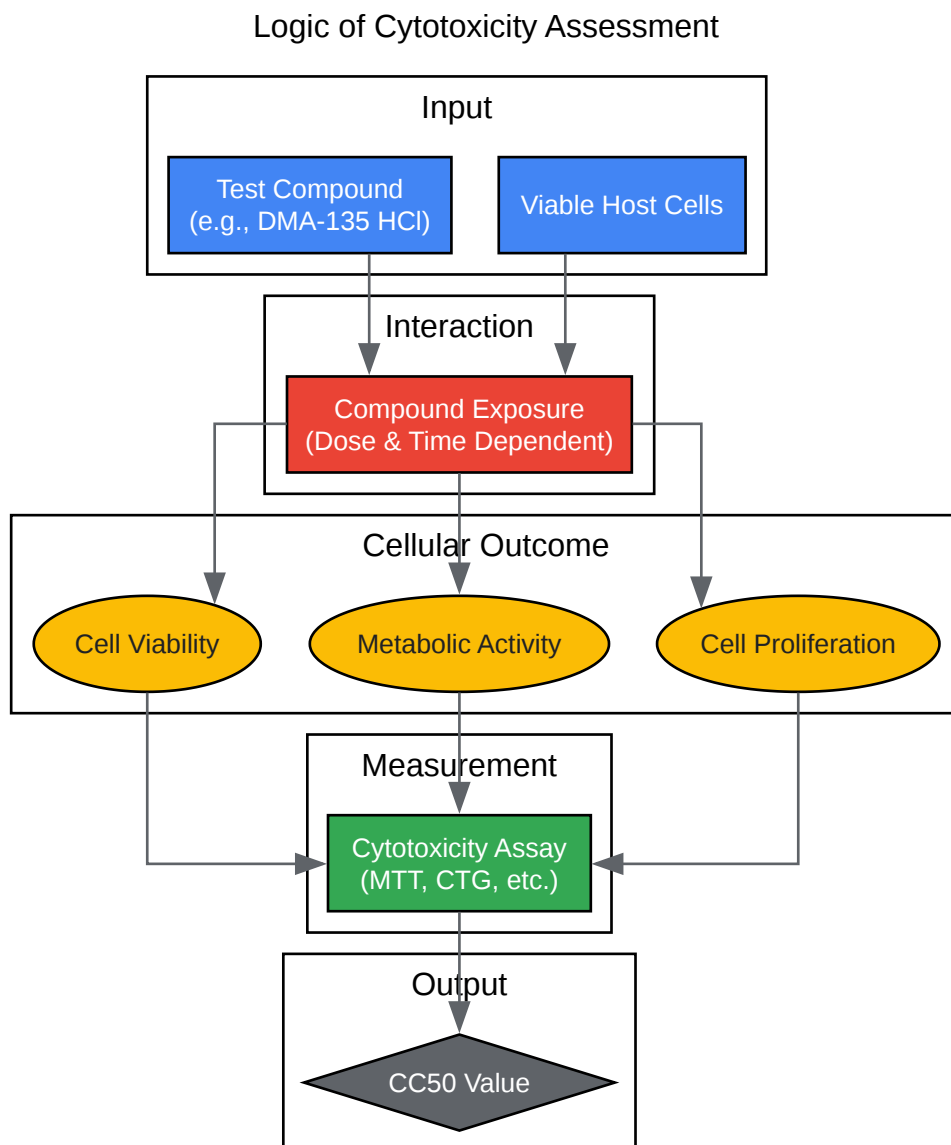 Logic of Cytotoxicity Assessment
Input
Test Compound
(e.g., DMA-135 HCl)
Viable Host Cells
Interaction
Compound Exposure
(Dose & Time Dependent)
Cellular Outcome
Cell Viability
Metabolic Activity
Cell Proliferation
Measurement
Cytotoxicity Assay
(MTT, CTG, etc.)
Output
CC50 Value